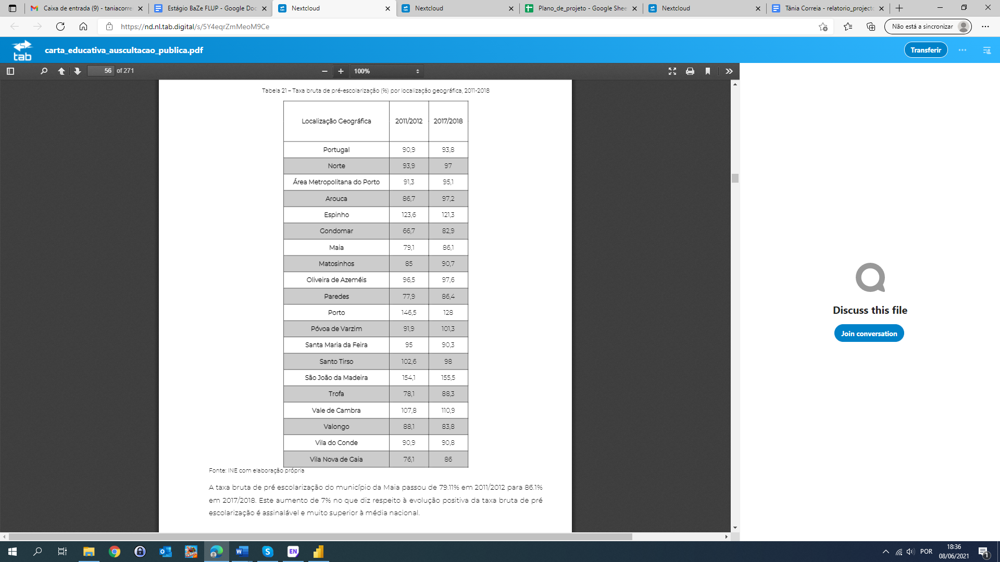 Caixa de entrada (9) - taniacorre
Estágio BaZe FLUP - Google Doc
Nextcloud
Nextcloud
Plano_de_projeto - Google Shee
Nextcloud
Tânia Correia - relatorio_project
https://nd.nl.tab.digital/s/5Y4eqrZmMeoM9Ce
Não está a sincronizar
tab
carta_educativa_auscultacao_publica.pdf
Transferir
56 of 271
100%
Tabela 21 – Taxa bruta de pré-escolarização (%) por localização geográfica, 2011-2018
Localização Geográfica 2011/2012 2017/2018
Portugal 90,9 93,8
Norte 93,9 97
Área Metropolitana do Porto 91,3 95,1
Arouca 86,7 97,2
Espinho 123,6 121,3
Gondomar 66,7 82,9
Maia 79,1 86,1
Matosinhos 85 90,7
Oliveira de Azeméis 96,5 97,6
Paredes 77,9 86,4
Porto 146,5 128
Póvoa de Varzim 91,9 101,3
Santa Maria da Feira 95 90,3
Santo Tirso 102,6 98
São João da Madeira 154,1 155,5
Trofa 78,1 88,3
Vale de Cambra 107,8 110,9
Valongo 88,1 83,8
Vila do Conde 90,9 90,8
Vila Nova de Gaia 76,1 86
Fonte: INE com elaboração própria
A taxa bruta de pré escolarização do município da Maia passou de 79.11% em 2011/2012 para 86.1%
em 2017/2018. Este aumento de 7% no que diz respeito à evolução positiva da taxa bruta de pré
escolarização é assinalável e muito superior à média nacional.
Discuss this file
Join conversation
EN
POR
18:36
08/06/2021
1